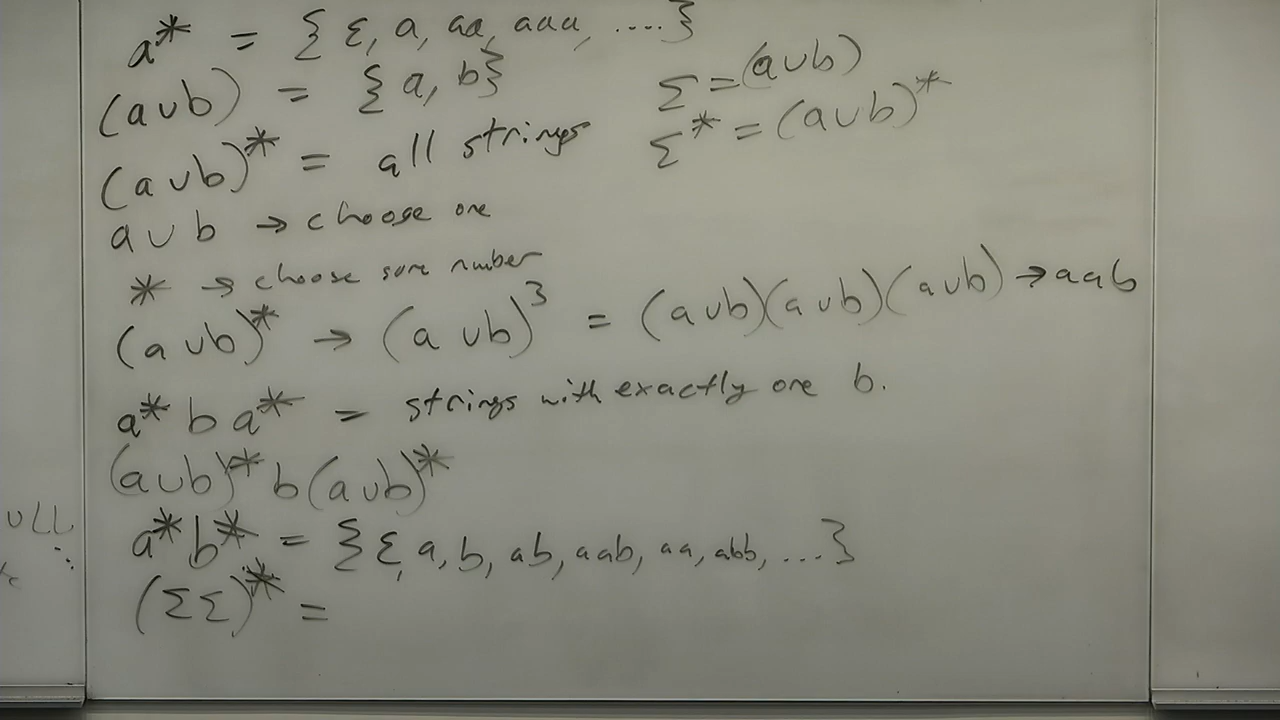 a* = {ε, a, aa, aaa, ....}
(a∪b) = {a, b}
Σ = (a∪b)
(a∪b)* = all strings
Σ* = (a∪b)*
a∪b → choose one
* → choose some number
(a∪b)* → (a∪b)³ = (a∪b)(a∪b)(a∪b) → aab
a* b a* = strings with exactly one b.
(a∪b)* b (a∪b)*
a* b* = {ε, a, b, ab, aab, aa, abb, ...}
(ΣΣ)* =
ULL